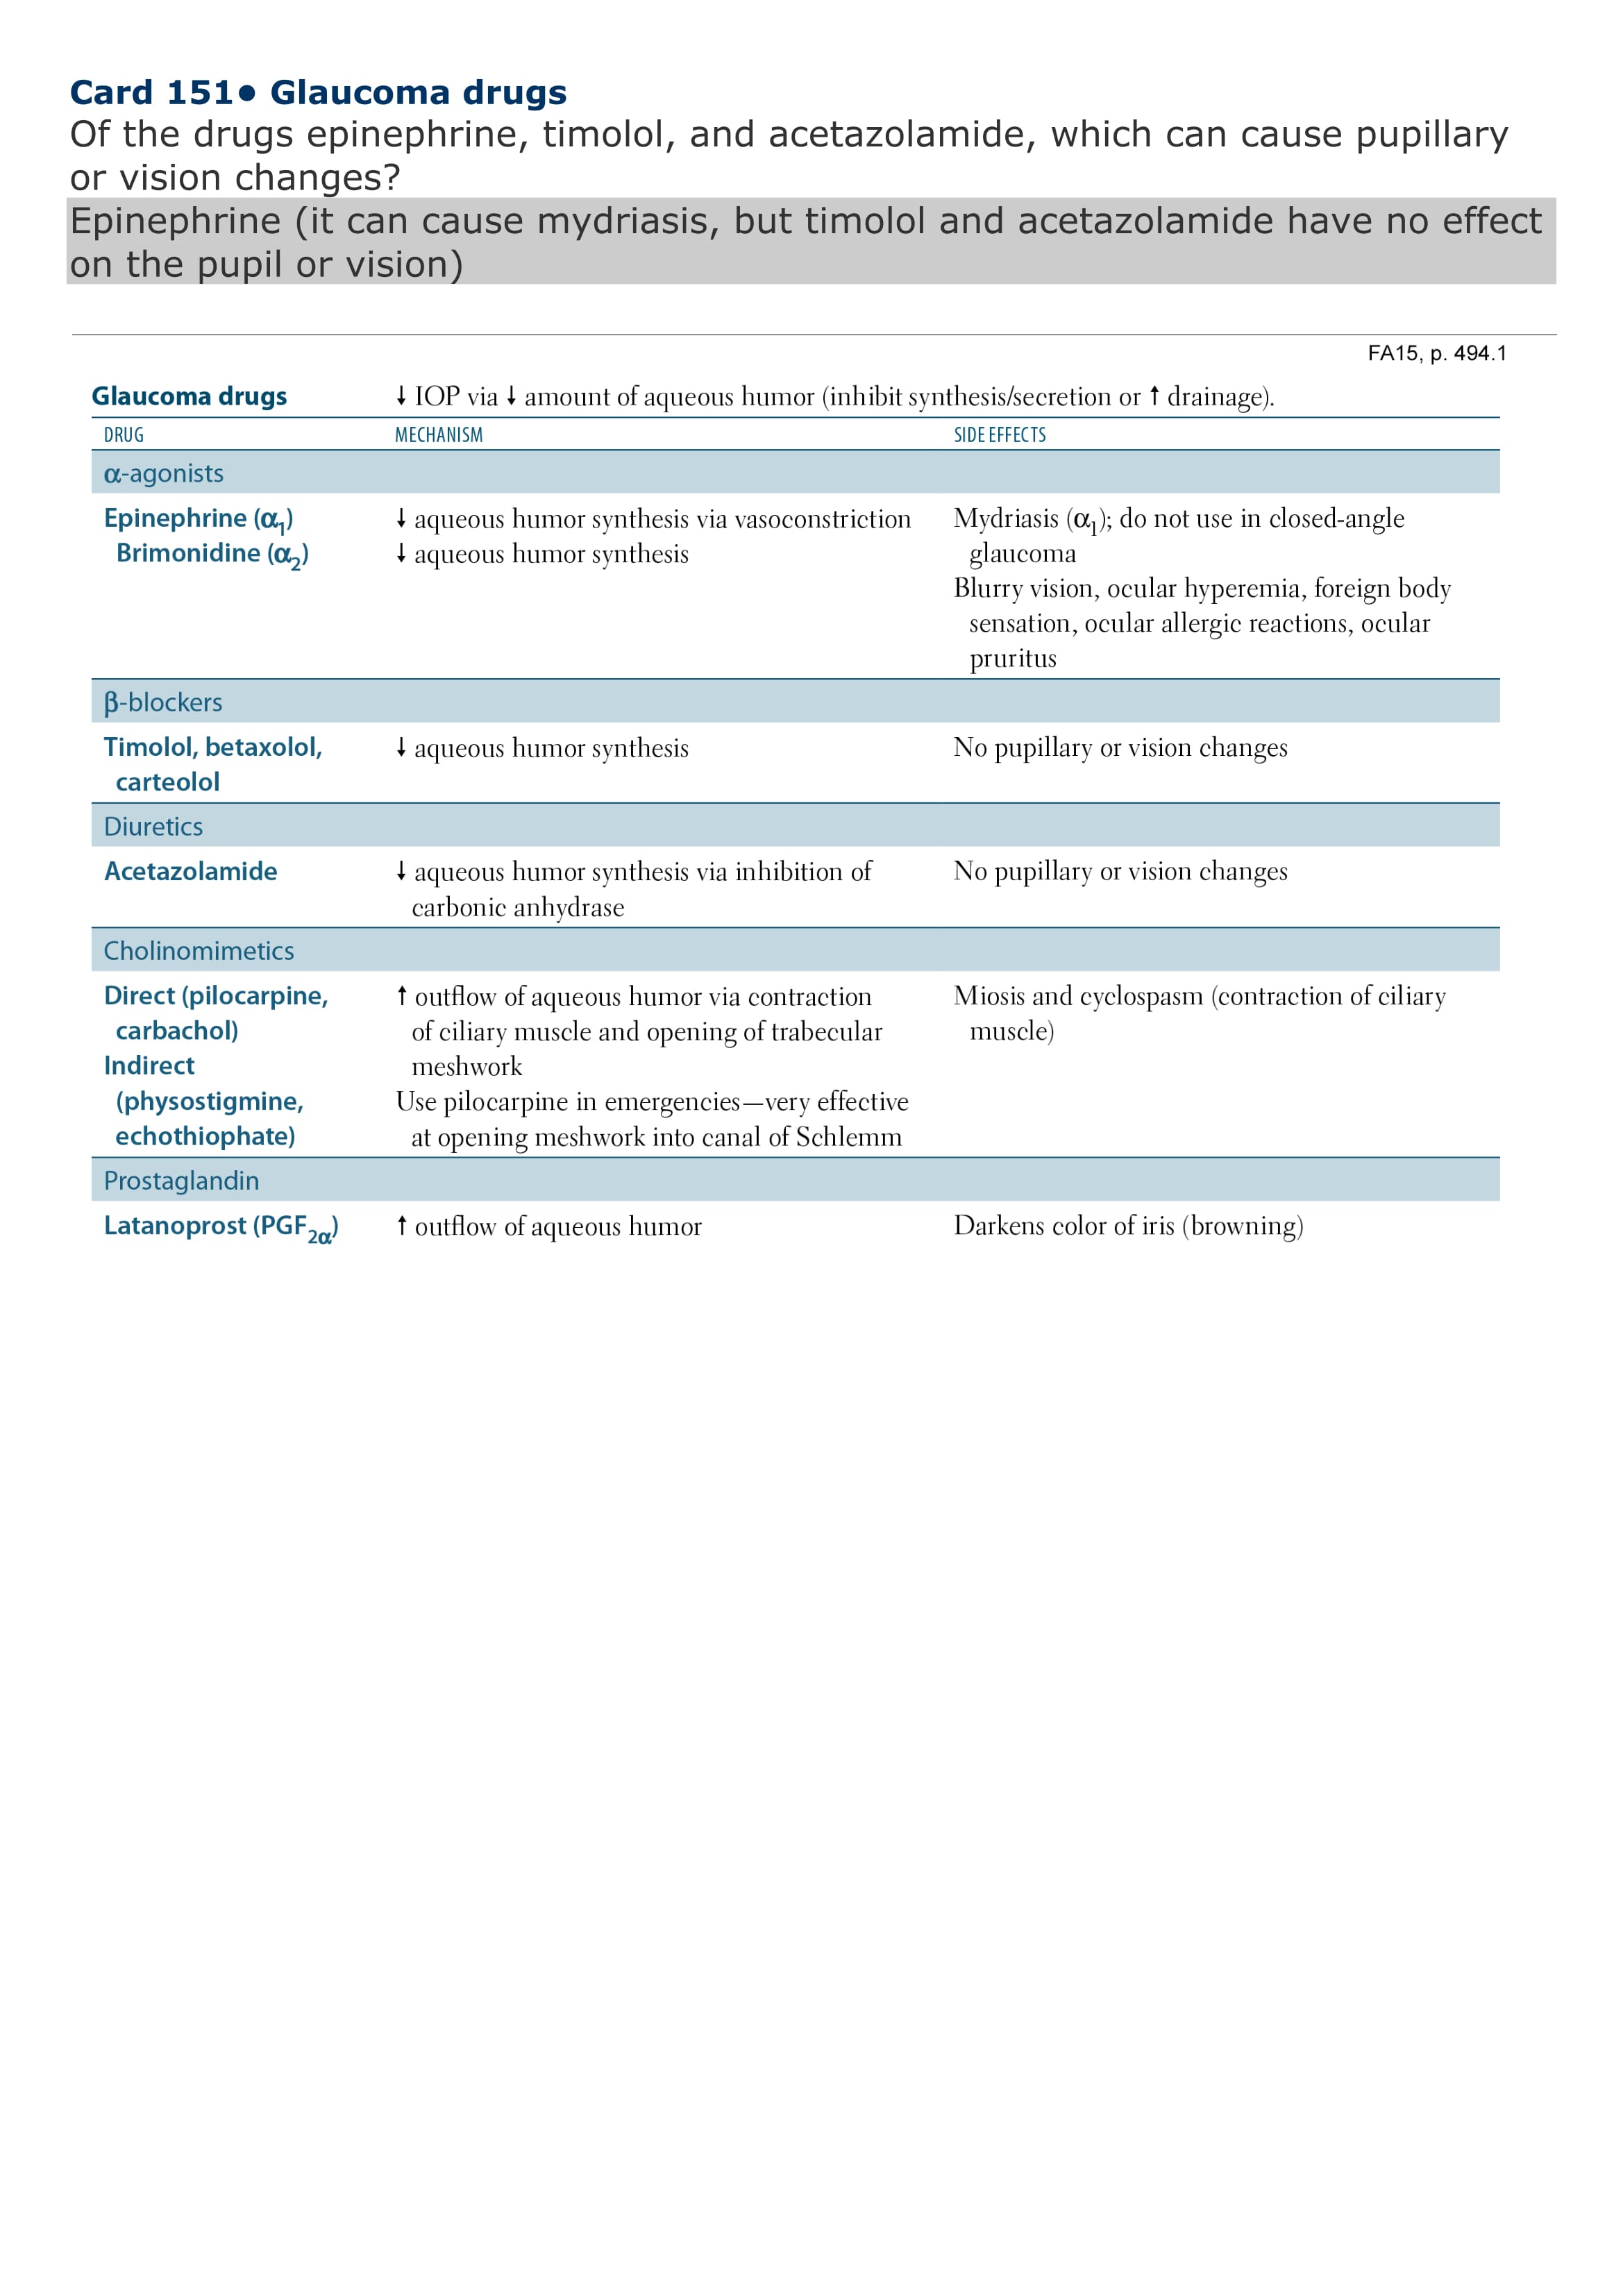 Card 151• Glaucoma drugs
Of the drugs epinephrine, timolol, and acetazolamide, which can cause pupillary
or vision changes?
Epinephrine (it can cause mydriasis, but timolol and acetazolamide have no effect
on the pupil or vision)
FA15, p. 494.1
Glaucoma drugs ↓ IOP via ↓ amount of aqueous humor (inhibit synthesis/secretion or ↑ drainage).
DRUG MECHANISM SIDE EFFECTS
α-agonists
Epinephrine (α₁) ↓ aqueous humor synthesis via vasoconstriction Mydriasis (α₁); do not use in closed-angle
Brimonidine (α₂) ↓ aqueous humor synthesis glaucoma
Blurry vision, ocular hyperemia, foreign body
sensation, ocular allergic reactions, ocular
pruritus
β-blockers
Timolol, betaxolol, ↓ aqueous humor synthesis No pupillary or vision changes
carteolol
Diuretics
Acetazolamide ↓ aqueous humor synthesis via inhibition of No pupillary or vision changes
carbonic anhydrase
Cholinomimetics
Direct (pilocarpine, ↑ outflow of aqueous humor via contraction Miosis and cyclospasm (contraction of ciliary
carbachol) of ciliary muscle and opening of trabecular muscle)
Indirect meshwork
(physostigmine, Use pilocarpine in emergencies—very effective
echothiophate) at opening meshwork into canal of Schlemm
Prostaglandin
Latanoprost (PGF₂α) ↑ outflow of aqueous humor Darkens color of iris (browning)